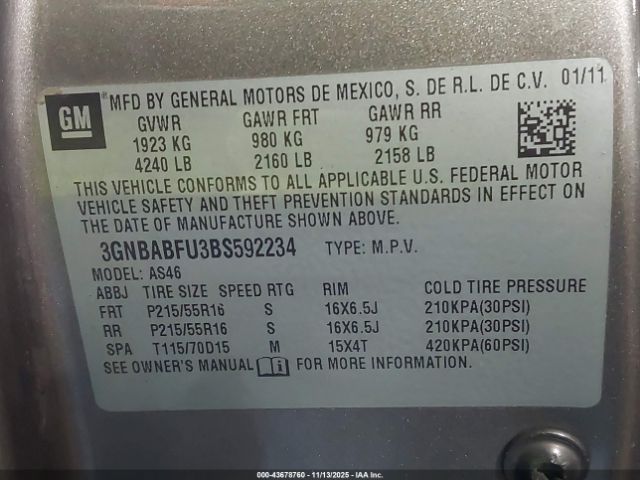 GM ® MFD BY GENERAL MOTORS DE MEXICO, S. DE R.L. DE C.V. 01/11
GVWR GAWR FRT GAWR RR
1923 KG 980 KG 979 KG
4240 LB 2160 LB 2158 LB
THIS VEHICLE CONFORMS TO ALL APPLICABLE U.S. FEDERAL MOTOR
VEHICLE SAFETY AND THEFT PREVENTION STANDARDS IN EFFECT ON
THE DATE OF MANUFACTURE SHOWN ABOVE.
3GNBABFU3BS592234 TYPE: M.P.V.
MODEL: AS46
ABBJ TIRE SIZE SPEED RTG RIM COLD TIRE PRESSURE
FRT P215/55R16 S 16X6.5J 210KPA(30PSI)
RR P215/55R16 S 16X6.5J 210KPA(30PSI)
SPA T115/70D15 M 15X4T 420KPA(60PSI)
SEE OWNER'S MANUAL FOR MORE INFORMATION.
000-43678760 - 11/13/2025 - IAA Inc.